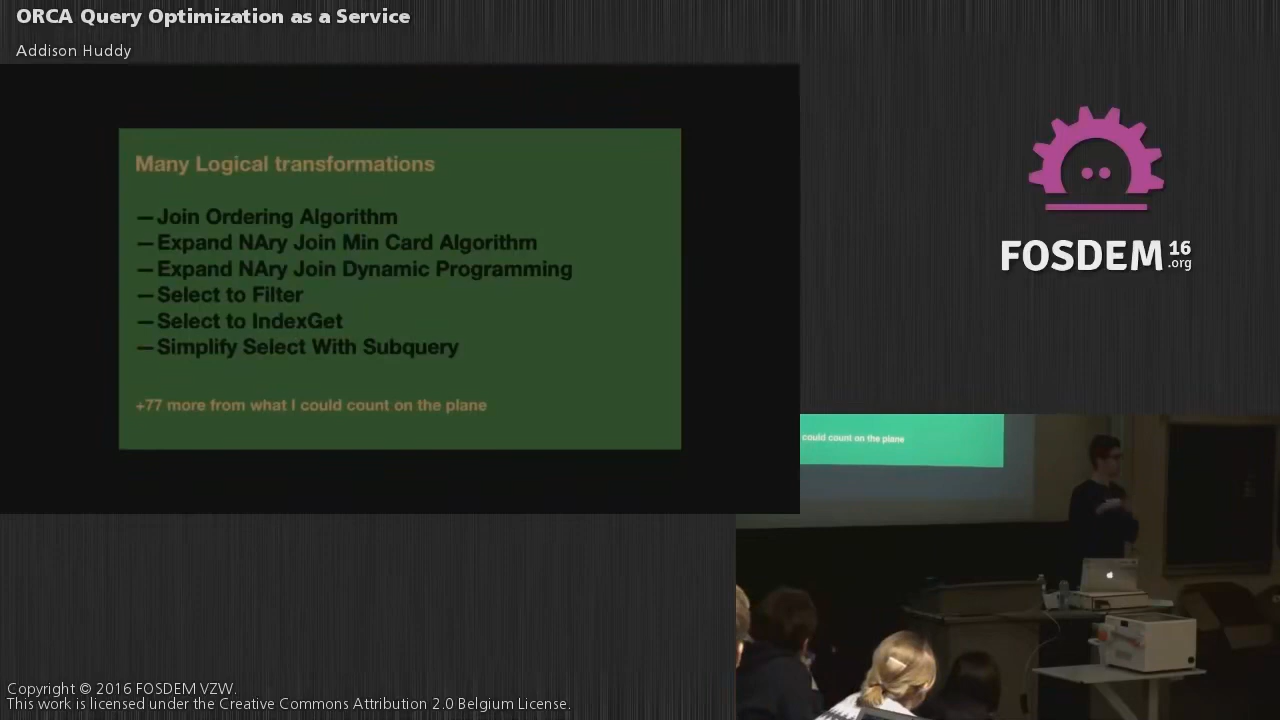 ORCA Query Optimization as a Service
Addison Huddy
Many Logical transformations
—Join Ordering Algorithm
—Expand NAry Join Min Card Algorithm
—Expand NAry Join Dynamic Programming
—Select to Filter
—Select to IndexGet
—Simplify Select With Subquery
+77 more from what I could count on the plane
FOSDEM 16
.org
could count on the plane
Copyright © 2016 FOSDEM VZW.
This work is licensed under the Creative Commons Attribution 2.0 Belgium License.